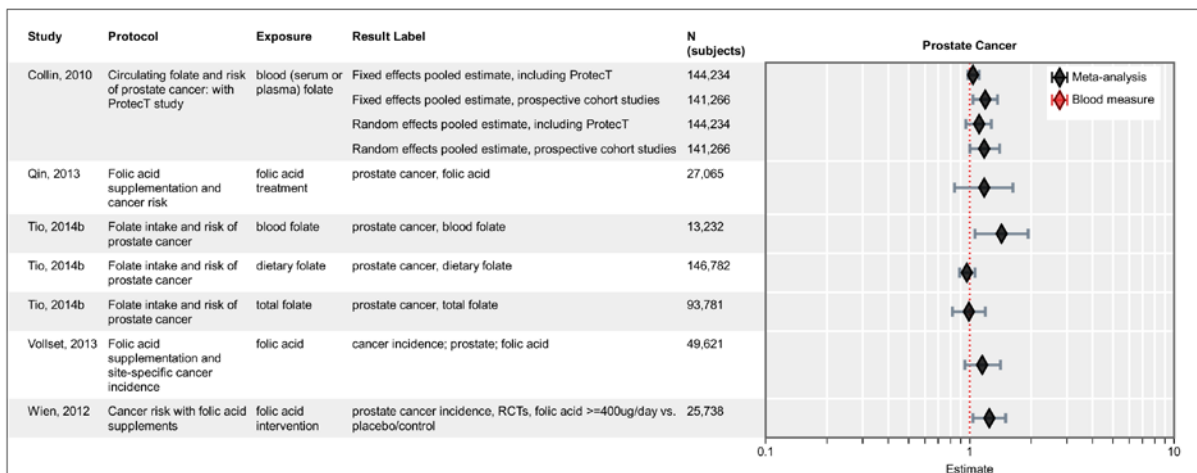 Study Protocol Exposure Result Label N (subjects)
Prostate Cancer
Collin, 2010 Circulating folate and risk of prostate cancer: with ProtecT study blood (serum or plasma) folate Fixed effects pooled estimate, including ProtecT 144,234
Fixed effects pooled estimate, prospective cohort studies 141,266
Random effects pooled estimate, including ProtecT 144,234
Random effects pooled estimate, prospective cohort studies 141,266
Qin, 2013 Folic acid supplementation and cancer risk folic acid treatment prostate cancer, folic acid 27,065
Tio, 2014b Folate intake and risk of prostate cancer blood folate prostate cancer, blood folate 13,232
Tio, 2014b Folate intake and risk of prostate cancer dietary folate prostate cancer, dietary folate 146,782
Tio, 2014b Folate intake and risk of prostate cancer total folate prostate cancer, total folate 93,781
Vollset, 2013 Folic acid supplementation and site-specific cancer incidence folic acid cancer incidence; prostate; folic acid 49,621
Wien, 2012 Cancer risk with folic acid supplements folic acid intervention prostate cancer incidence, RCTs, folic acid >=400ug/day vs. placebo/control 25,738
Meta-analysis
Blood measure
0.1 1 10
Estimate